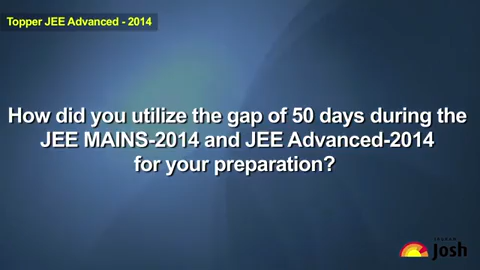 Topper JEE Advanced - 2014
How did you utilize the gap of 50 days during the
JEE MAINS-2014 and JEE Advanced-2014
for your preparation?
JAGRAN
Josh